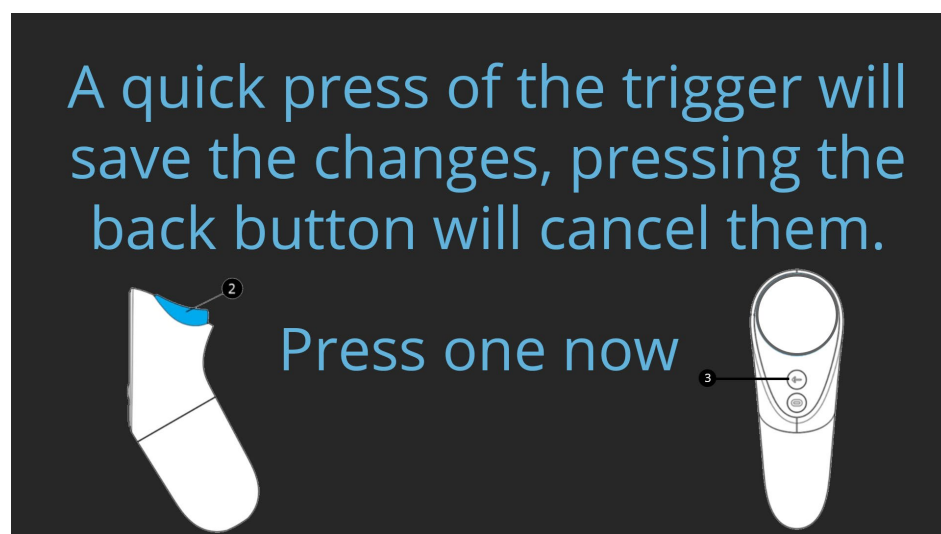 A quick press of the trigger will
save the changes, pressing the
back button will cancel them.
2
Press one now
3